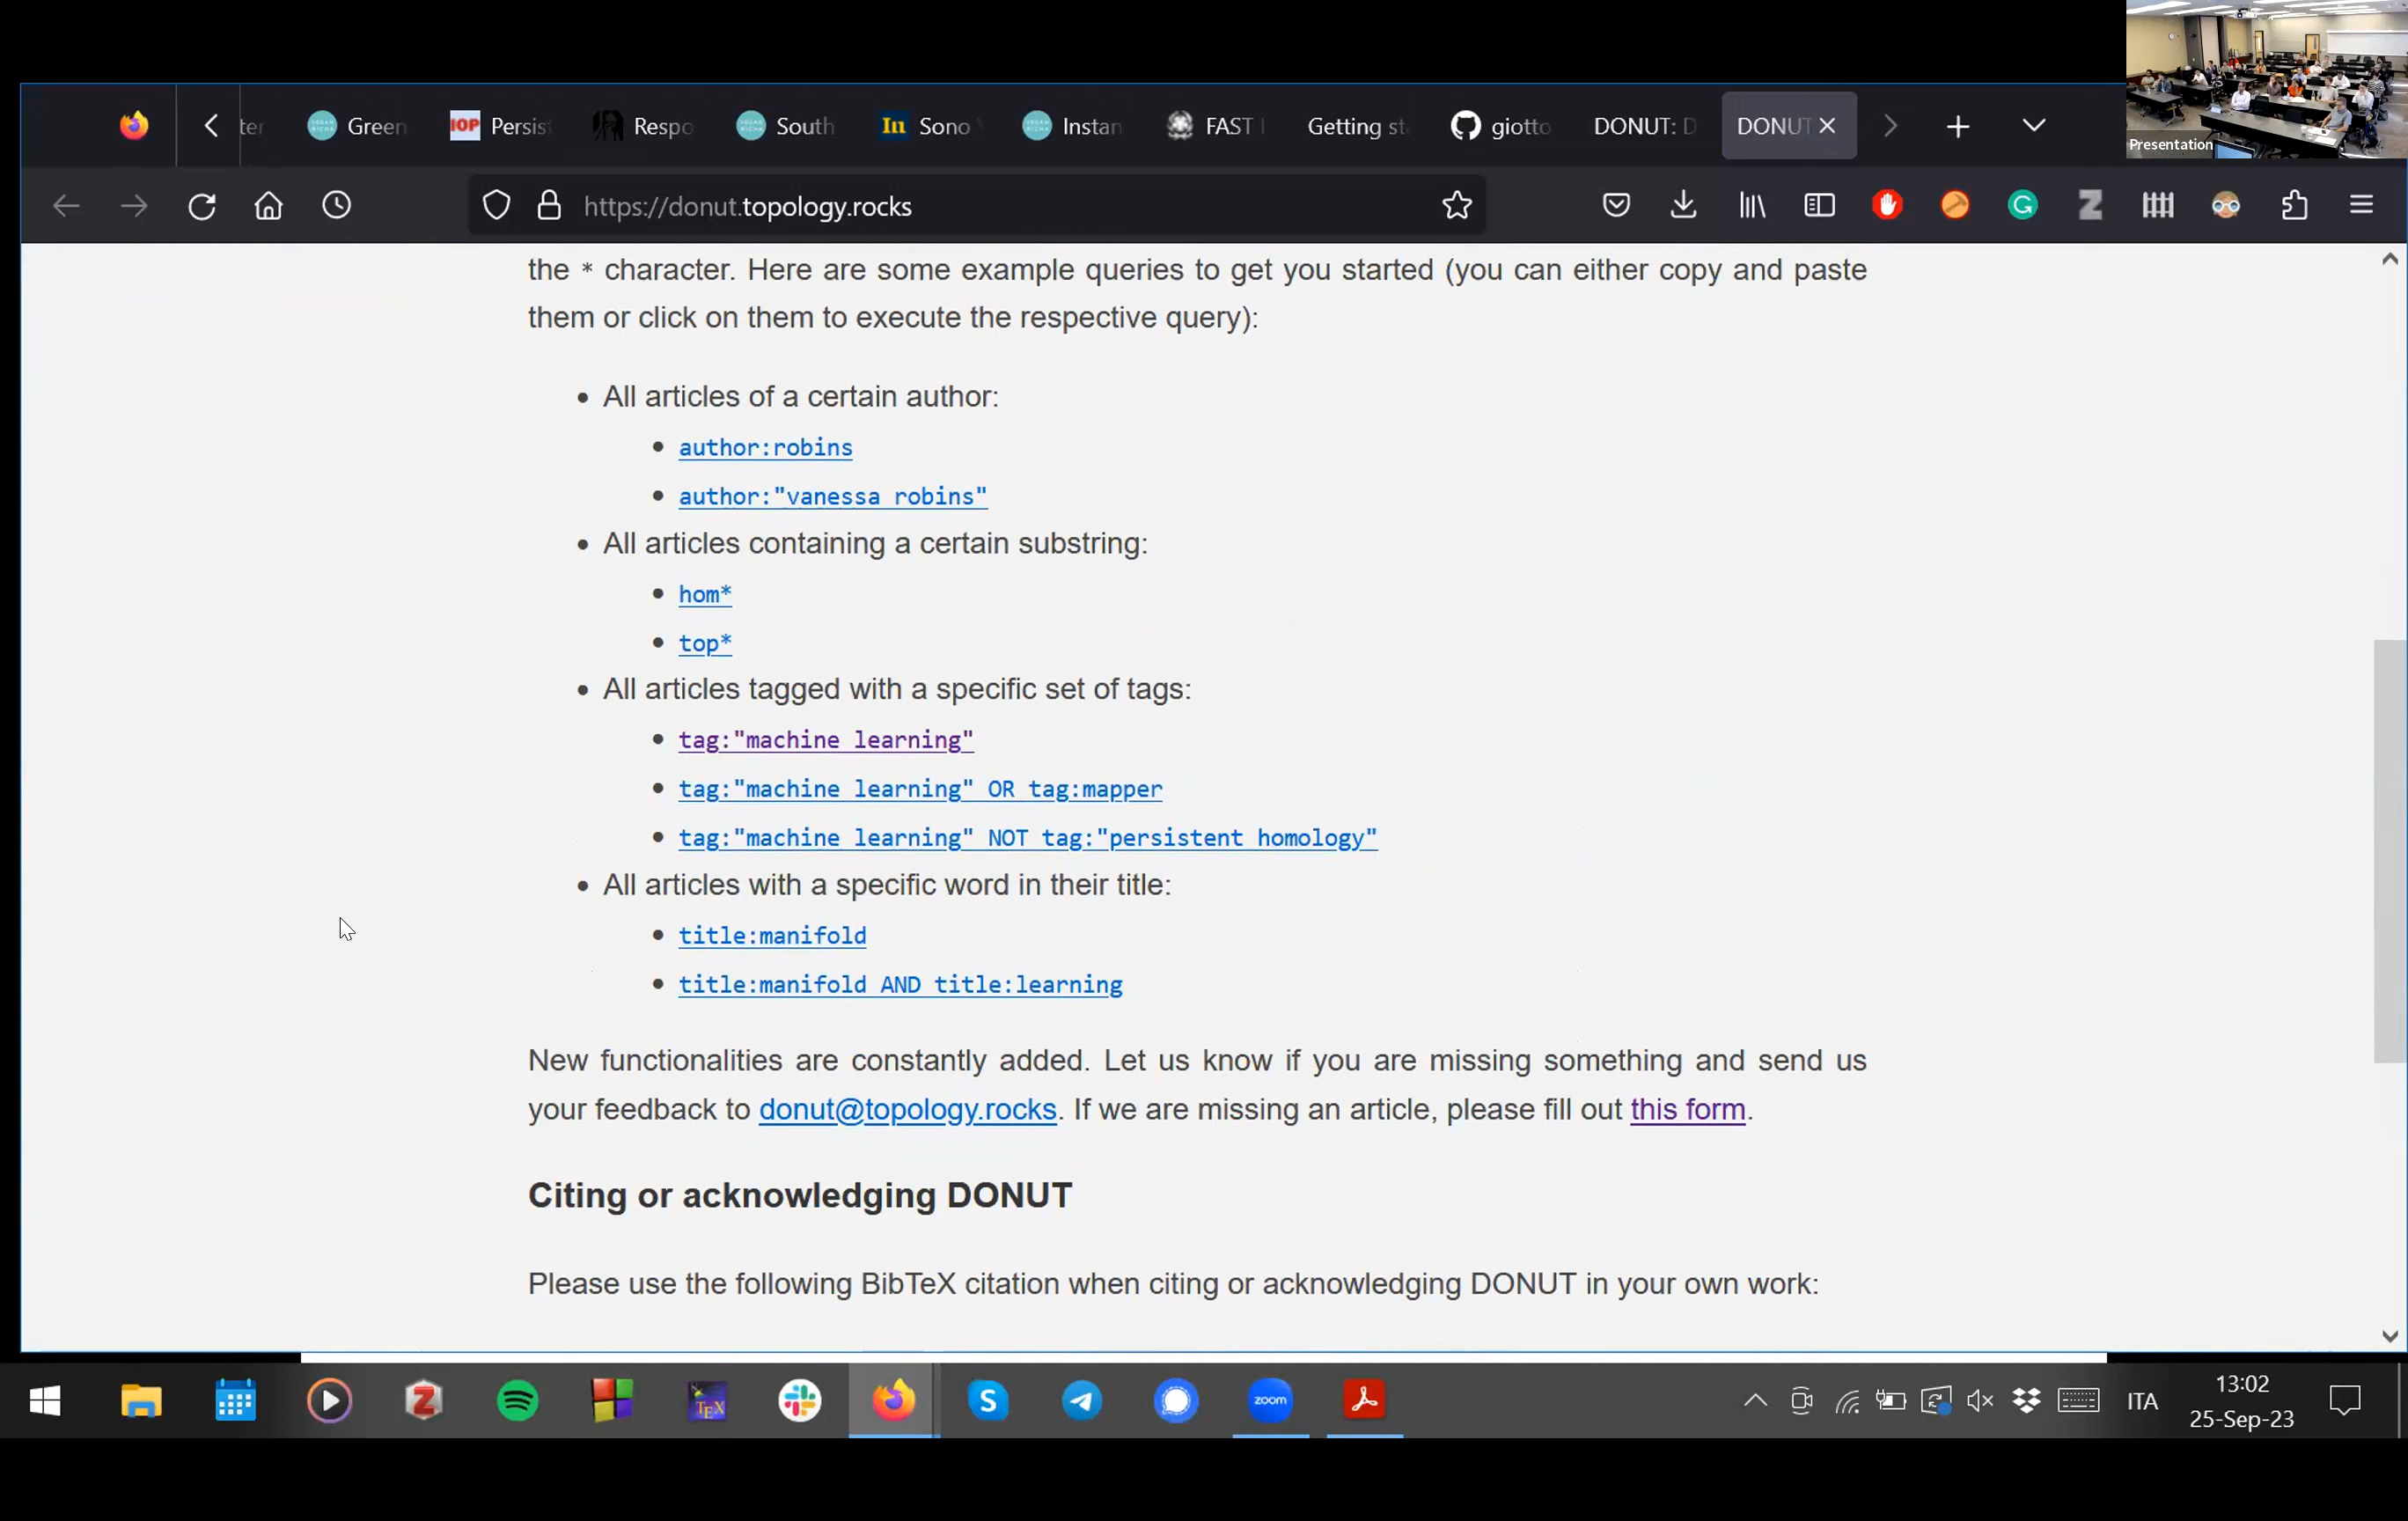 Presentation
ter
Green
IOP
Persis
Respo
South
In
Sono
Instan
FAST
Getting st
giotto
DONUT: D
DONUT
https://donut.topology.rocks
the * character. Here are some example queries to get you started (you can either copy and paste
them or click on them to execute the respective query):
• All articles of a certain author:
• author:robins
• author:"vanessa robins"
• All articles containing a certain substring:
• hom*
• top*
• All articles tagged with a specific set of tags:
• tag:"machine learning"
• tag:"machine learning" OR tag:mapper
• tag:"machine learning" NOT tag:"persistent homology"
• All articles with a specific word in their title:
• title:manifold
• title:manifold AND title:learning
New functionalities are constantly added. Let us know if you are missing something and send us
your feedback to donut@topology.rocks. If we are missing an article, please fill out this form.
Citing or acknowledging DONUT
Please use the following BibTeX citation when citing or acknowledging DONUT in your own work:
TEX
zoom
ITA
13:02
25-Sep-23